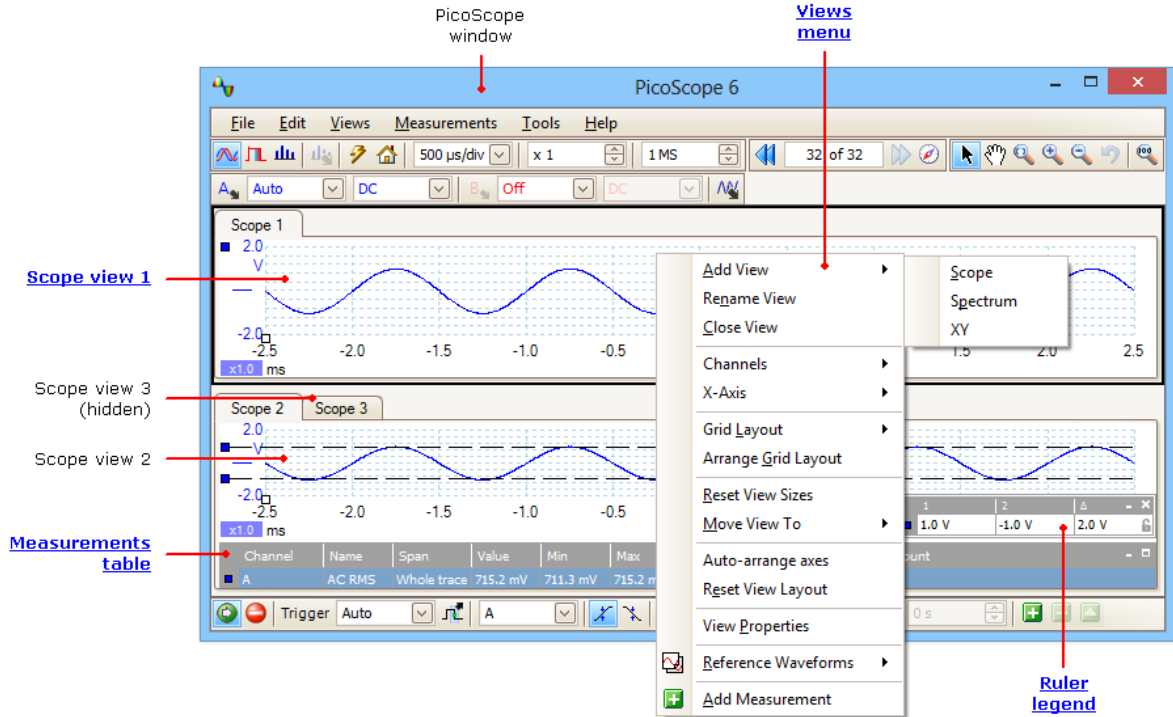 PicoScope
window
Views
menu
PicoScope 6
File Edit Views Measurements Tools Help
500 µs/div x 1 1 MS 32 of 32
A Auto DC B Off DC
Scope 1
2.0
V
Scope view 1
-2.0
-2.5 -2.0 -1.5 -1.0 -0.5 1.5 2.0 2.5
x1.0 ms
Add View
Rename View
Close View
Channels
X-Axis
Grid Layout
Arrange Grid Layout
Reset View Sizes
Move View To
Auto-arrange axes
Reset View Layout
View Properties
Reference Waveforms
Add Measurement
Scope
Spectrum
XY
Scope view 3
(hidden)
Scope 2 Scope 3
2.0
V
Scope view 2
-2.0
-2.5 -2.0 -1.5 -1.0 -0.5
x1.0 ms
1 2 Δ
1.0 V -1.0 V 2.0 V
Measurements
table
Channel Name Span Value Min Max
A AC RMS Whole trace 715.2 mV 711.3 mV
Trigger Auto A 0 s
Ruler
legend